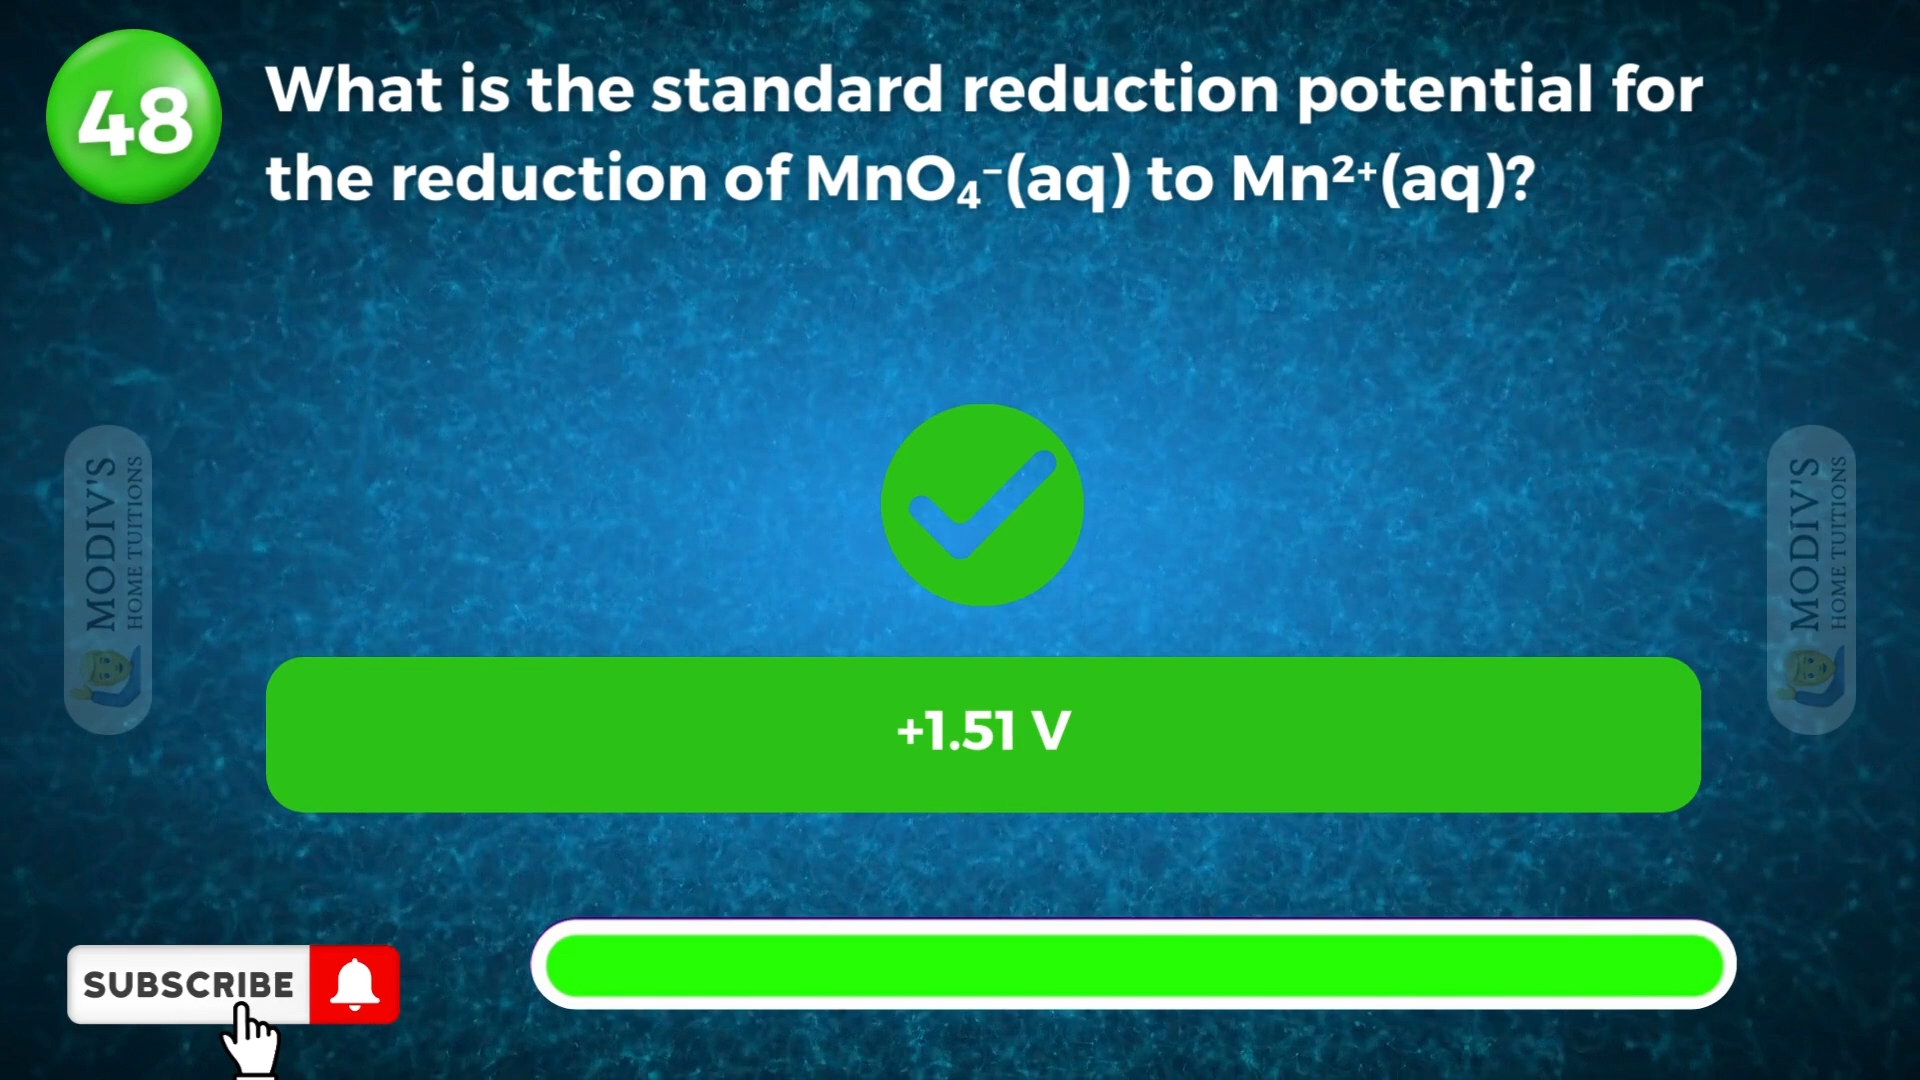 48
What is the standard reduction potential for
the reduction of MnO₄⁻(aq) to Mn²⁺(aq)?
MODIV'S
HOME TUITIONS
MODIV'S
HOME TUITIONS
+1.51 V
SUBSCRIBE